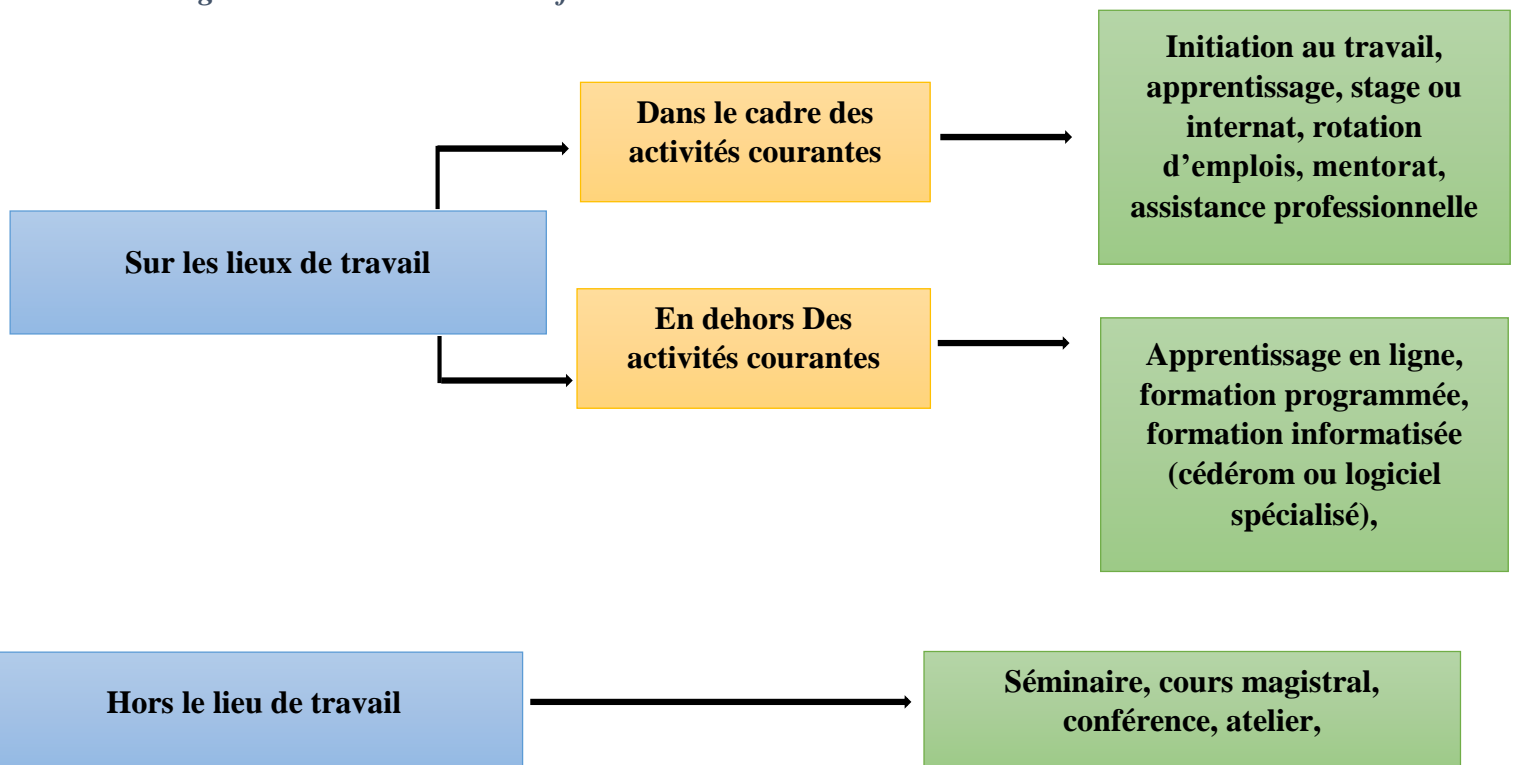 Dans le cadre des
activités courantes
Initiation au travail,
apprentissage, stage ou
internat, rotation
d’emplois, mentorat,
assistance professionnelle
Sur les lieux de travail
En dehors Des
activités courantes
Apprentissage en ligne,
formation programmée,
formation informatisée
(cédérom ou logiciel
spécialisé),
Hors le lieu de travail
Séminaire, cours magistral,
conférence, atelier,